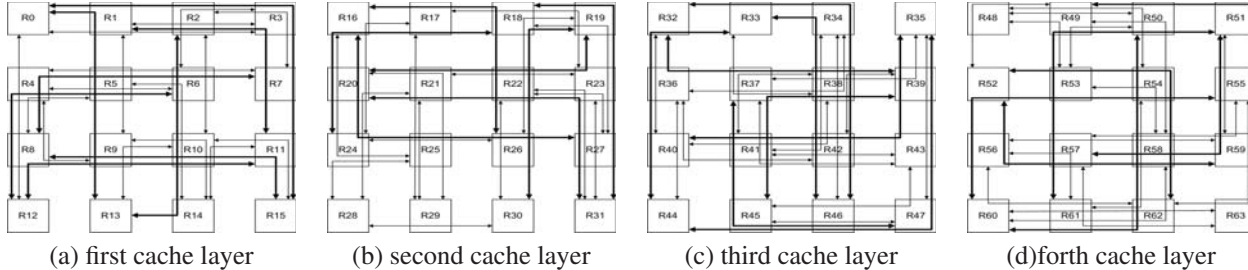 R0 R1 R2 R3
R4 R5 R6 R7
R8 R9 R10 R11
R12 R13 R14 R15
(a) first cache layer
R16 R17 R18 R19
R20 R21 R22 R23
R24 R25 R26 R27
R28 R29 R30 R31
(b) second cache layer
R32 R33 R34 R35
R36 R37 R38 R39
R40 R41 R42 R43
R44 R45 R46 R47
(c) third cache layer
R48 R49 R50 R51
R52 R53 R54 R55
R56 R57 R58 R59
R60 R61 R62 R63
(d)forth cache layer